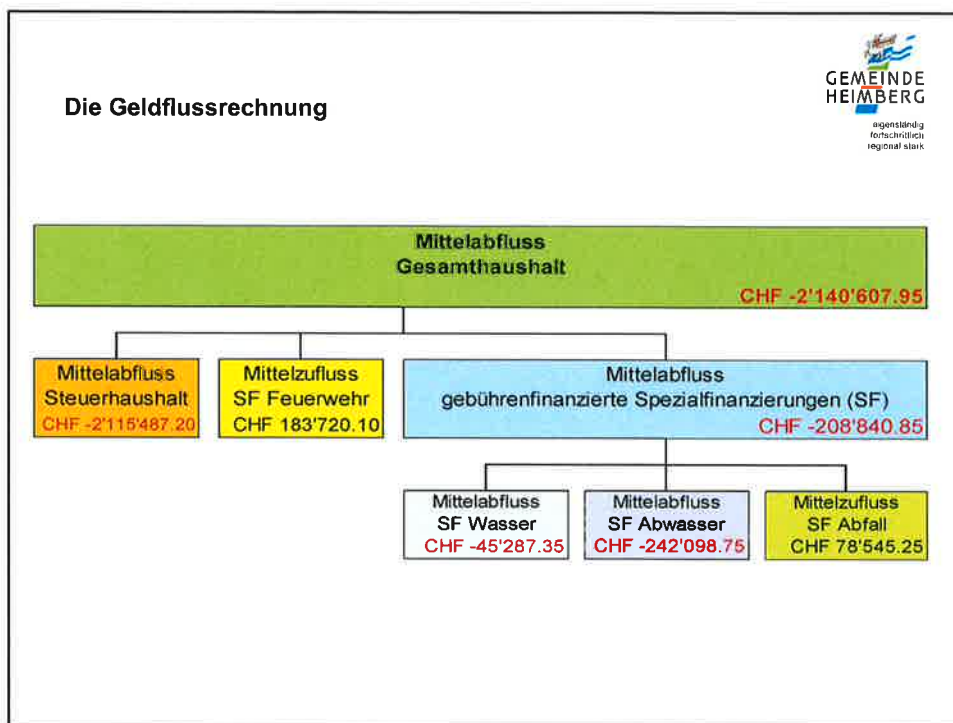 Die Geldflussrechnung
GEMEINDE
HEIMBERG
eigenständig
fortschrittlich
regional stark
Mittelabfluss
Gesamthaushalt
CHF -2'140'607.95
Mittelabfluss
Steuerhaushalt
CHF -2'115'487.20
Mittelzufluss
SF Feuerwehr
CHF 183'720.10
Mittelabfluss
gebührenfinanzierte Spezialfinanzierungen (SF)
CHF -208'840.85
Mittelabfluss
SF Wasser
CHF -45'287.35
Mittelabfluss
SF Abwasser
CHF -242'098.75
Mittelzufluss
SF Abfall
CHF 78'545.25